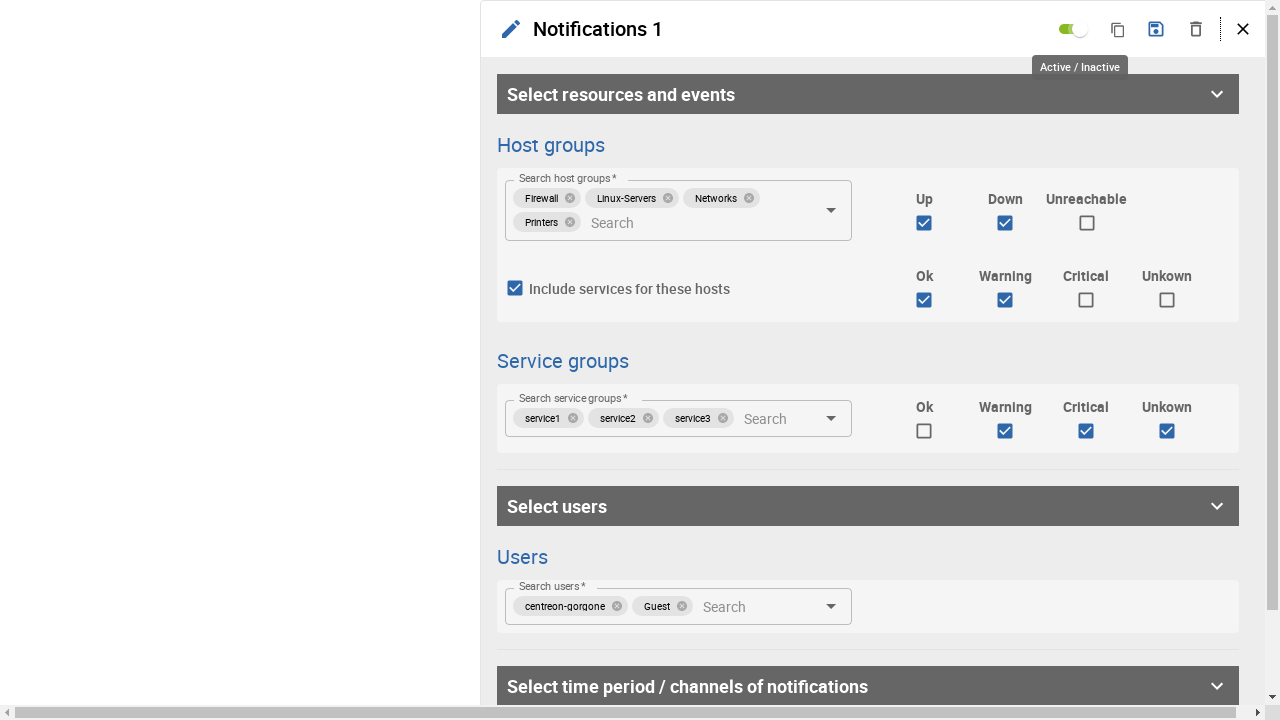 Notifications 1
Active / Inactive
Select resources and events
Host groups
Search host groups *
Firewall
Linux-Servers
Networks
Printers
Search
Up
Down
Unreachable
Include services for these hosts
Ok
Warning
Critical
Unkown
Service groups
Search service groups *
service1
service2
service3
Search
Ok
Warning
Critical
Unkown
Select users
Users
Search users *
centreon-gorgone
Guest
Search
Select time period / channels of notifications